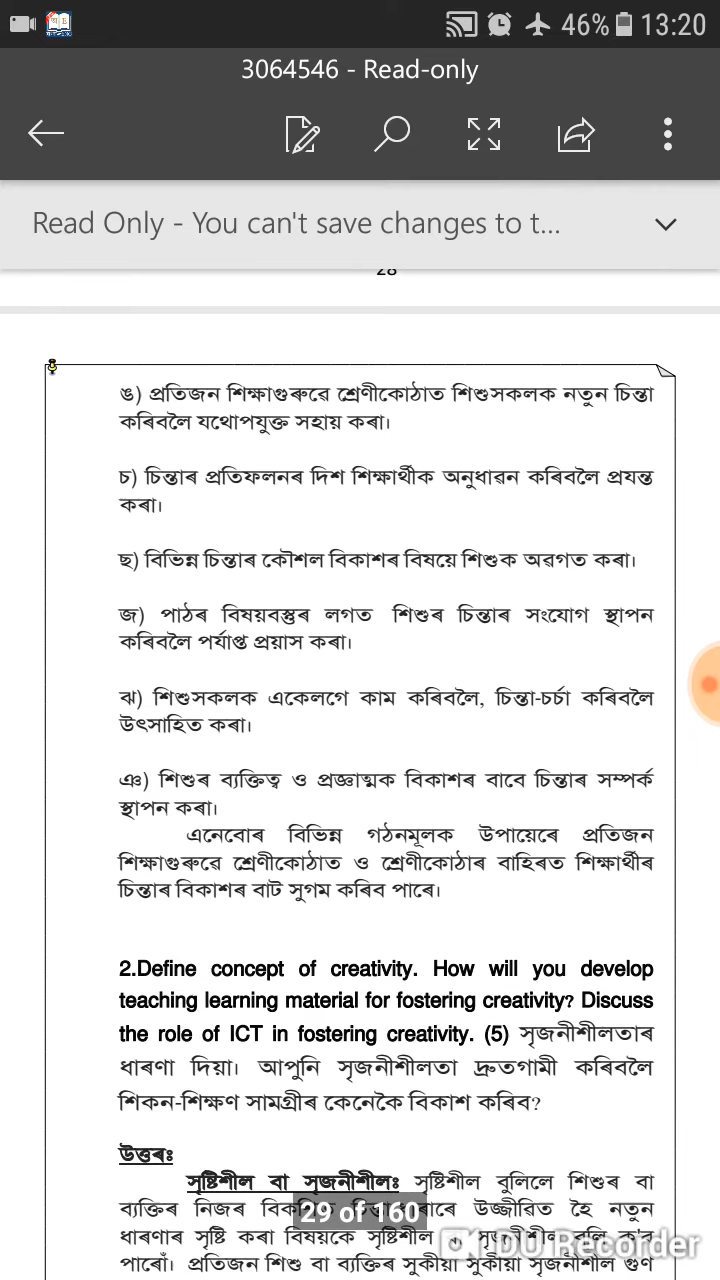 46% 13:20
3064546 - Read-only
Read Only - You can't save changes to t...
28
ঙ) প্ৰতিজন শিক্ষাগুৰুৱে শ্ৰেণীকোঠাত শিশুসকলক নতুন চিন্তা
কৰিবলৈ যথোপযুক্ত সহায় কৰা।
চ) চিন্তাৰ প্ৰতিফলনৰ দিশ শিক্ষাৰ্থীক অনুধাৱন কৰিবলৈ প্ৰযন্ত
কৰা।
ছ) বিভিন্ন চিন্তাৰ কৌশল বিকাশৰ বিষয়ে শিশুক অৱগত কৰা।
জ) পাঠৰ বিষয়বস্তুৰ লগত শিশুৰ চিন্তাৰ সংযোগ স্থাপন
কৰিবলৈ পৰ্যাপ্ত প্ৰয়াস কৰা।
ঝ) শিশুসকলক একেলগে কাম কৰিবলৈ, চিন্তা-চৰ্চা কৰিবলৈ
উৎসাহিত কৰা।
ঞ) শিশুৰ ব্যক্তিত্ব ও প্ৰজ্ঞাত্মক বিকাশৰ বাবে চিন্তাৰ সম্পৰ্ক
স্থাপন কৰা।
এনেবোৰ বিভিন্ন গঠনমূলক উপায়েৰে প্ৰতিজন
শিক্ষাগুৰুৱে শ্ৰেণীকোঠাত ও শ্ৰেণীকোঠাৰ বাহিৰত শিক্ষাৰ্থীৰ
চিন্তাৰ বিকাশৰ বাট সুগম কৰিব পাৰে।
2.Define concept of creativity. How will you develop
teaching learning material for fostering creativity? Discuss
the role of ICT in fostering creativity. (5) সৃজনীশীলতাৰ
ধাৰণা দিয়া। আপুনি সৃজনীশীলতা দ্ৰুতগামী কৰিবলৈ
শিকন-শিক্ষণ সামগ্ৰীৰ কেনেকৈ বিকাশ কৰিব?
উত্তৰঃ
সৃষ্টিশীল বা সৃজনীশীলঃ সৃষ্টিশীল বুলিলে শিশুৰ বা
ব্যক্তিৰ নিজৰ উজ্জীৱিত হৈ নতুন
29 of 160
ধাৰণাৰ সৃষ্টি কৰা বিষয়কে সৃষ্টিশীল বা সৃজনীশীল বুলি ক'ব
DU Recorder
পাৰোঁ। প্ৰতিজন শিশু বা ব্যক্তিৰ সুকীয়া সুকীয়া সৃজনীশীল গুণ